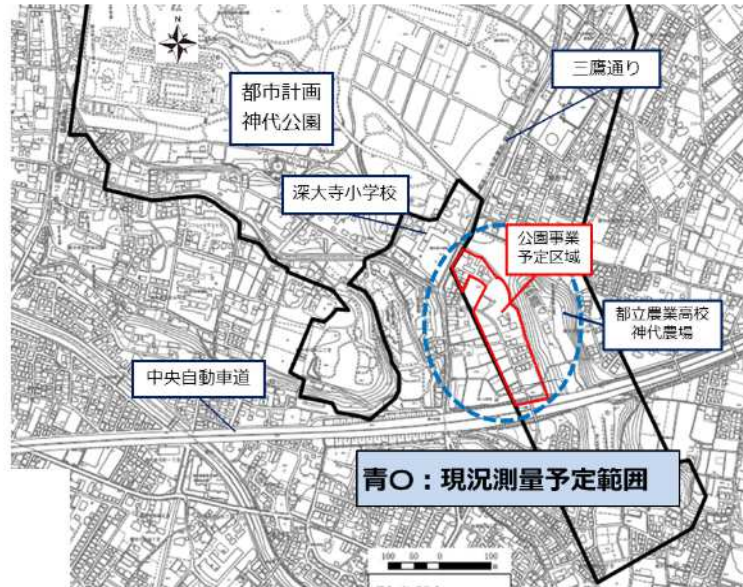 N
三鷹通り
都市計画
神代公園
深大寺小学校
公園事業
予定区域
都立農業高校
神代農場
中央自動車道
青〇：現況測量予定範囲
100 50 0 100